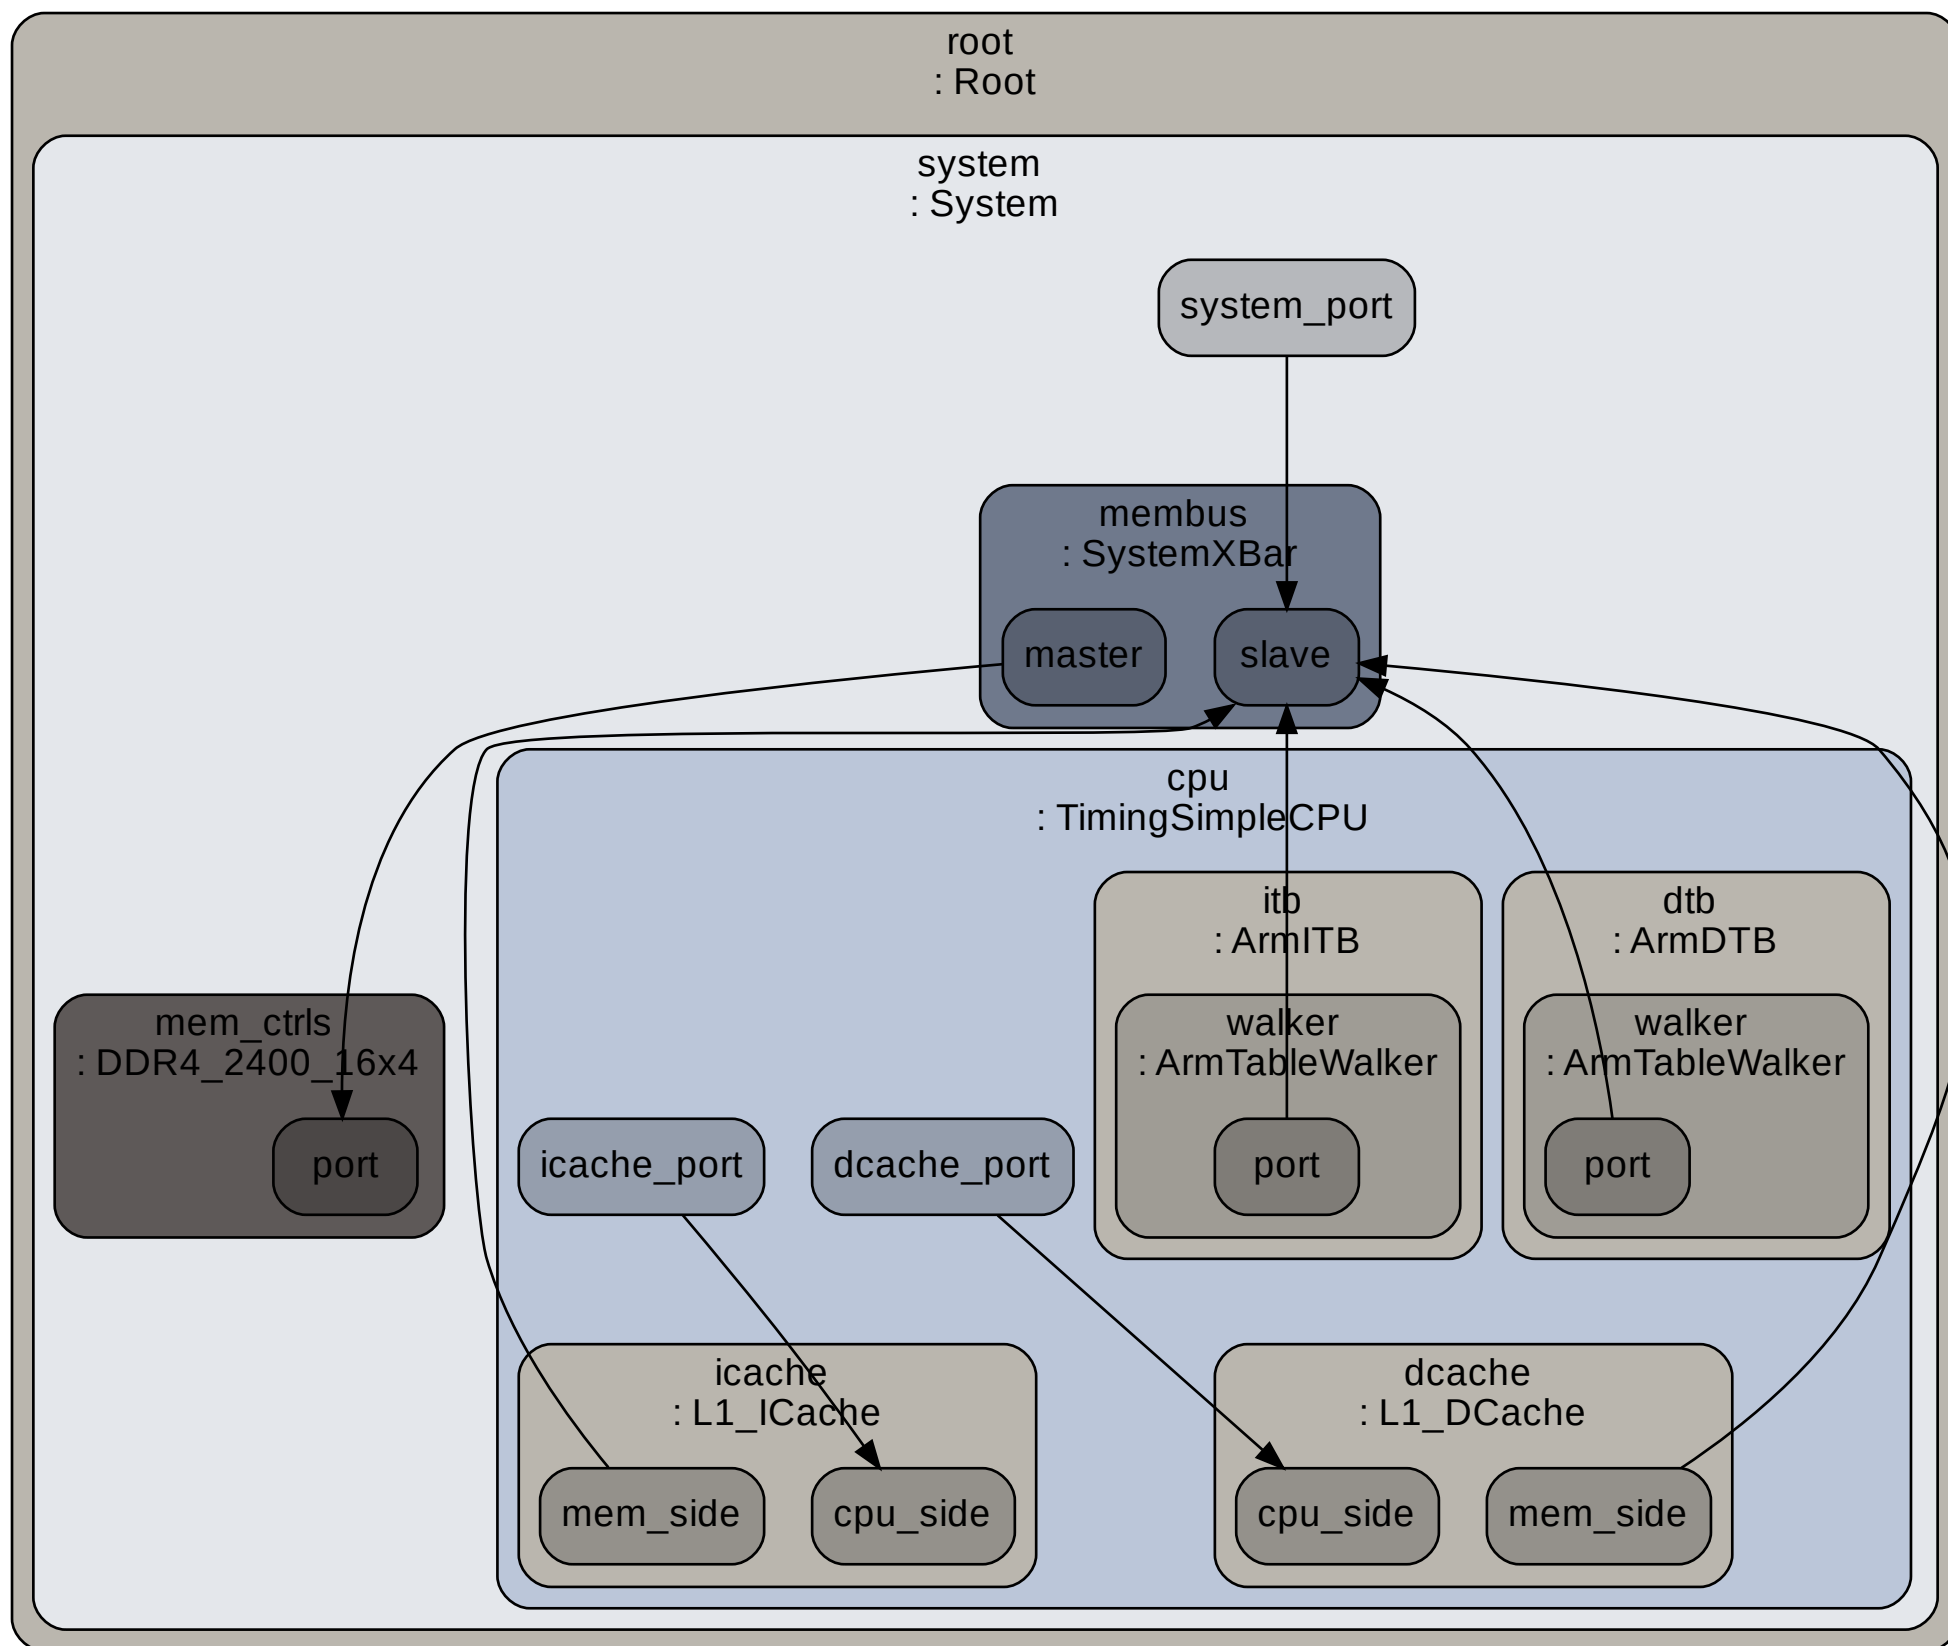 root
: Root
system
: System
system_port
membus
: SystemXBar
master
slave
cpu
: TimingSimpleCPU
itb
: ArmITB
dtb
: ArmDTB
mem_ctrls
: DDR4_2400_16x4
port
walker
: ArmTableWalker
port
walker
: ArmTableWalker
port
icache_port
dcache_port
icache
: L1_ICache
mem_side
cpu_side
dcache
: L1_DCache
cpu_side
mem_side